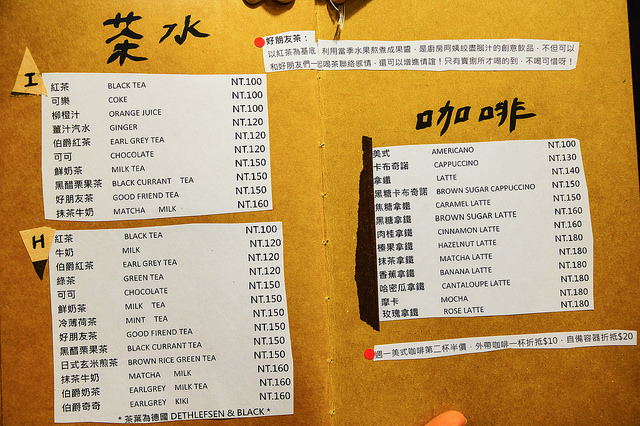 茶水
I
紅茶 BLACK TEA NT.100
可樂 COKE NT.100
柳橙汁 ORANGE JUICE NT.100
薑汁汽水 GINGER NT.120
伯爵紅茶 EARL GREY TEA NT.120
可可 CHOCOLATE NT.120
鮮奶茶 MILK TEA NT.150
黑醋栗果茶 BLACK CURRANT TEA NT.150
好朋友茶 GOOD FRIEND TEA NT.150
抹茶牛奶 MATCHA MILK NT.160
H
紅茶 BLACK TEA NT.100
牛奶 MILK NT.120
伯爵紅茶 EARL GREY TEA NT.120
綠茶 GREEN TEA NT.120
可可 CHOCOLATE NT.120
鮮奶茶 MILK TEA NT.150
冷薄荷茶 MINT TEA NT.150
好朋友茶 GOOD FIREND TEA NT.150
黑醋栗果茶 BLACK CURRANT TEA NT.150
日式玄米煎茶 BROWN RICE GREEN TEA NT.150
抹茶牛奶 MATCHA MILK NT.160
伯爵奶茶 EARLGREY MILK TEA NT.160
伯爵奇奇 EARLGREY KIKI NT.160
*茶葉為德國 DETHLEFSEN & BLACK*
好朋友茶：
以紅茶為基底 利用當季水果熬煮成果醬，是廚房阿姨絞盡腦汁的創意飲品，不但可以
和好朋友們一起喝茶聯絡感情，還可以增進情誼！只有貴捌所才喝的到，不喝可惜呀！
咖啡
美式 AMERICANO NT.100
卡布奇諾 CAPPUCCINO NT.130
拿鐵 LATTE NT.140
黑糖卡布奇諾 BROWN SUGAR CAPPUCCINO NT.150
焦糖拿鐵 CARAMEL LATTE NT.150
黑糖拿鐵 BROWN SUGAR LATTE NT.160
肉桂拿鐵 CINNAMON LATTE NT.160
榛果拿鐵 HAZELNUT LATTE NT.180
抹茶拿鐵 MATCHA LATTE NT.180
香蕉拿鐵 BANANA LATTE NT.180
哈密瓜拿鐵 CANTALOUPE LATTE NT.180
摩卡 MOCHA NT.180
玫瑰拿鐵 ROSE LATTE NT.180
週一美式咖啡第二杯半價，外帶咖啡一杯折抵$10，自備容器折抵$20